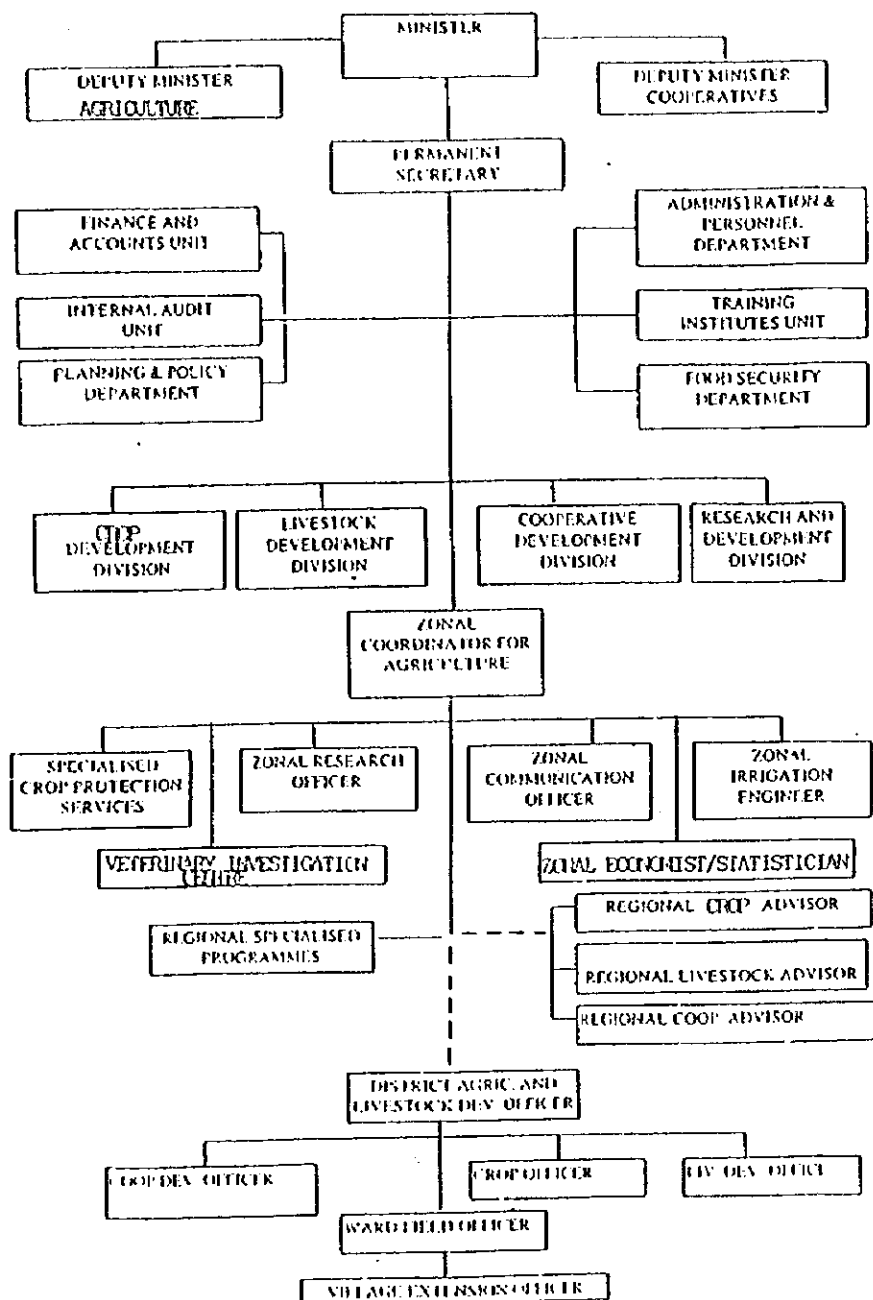 MINISTER
DEPUTY MINISTER
AGRICULTURE
DEPUTY MINISTER
COOPERATIVES
PERMANENT
SECRETARY
FINANCE AND
ACCOUNTS UNIT
ADMINISTRATION &
PERSONNEL
DEPARTMENT
INTERNAL AUDIT
UNIT
TRAINING
INSTITUTES UNIT
PLANNING & POLICY
DEPARTMENT
FOOD SECURITY
DEPARTMENT
CROP
DEVELOPMENT
DIVISION
LIVESTOCK
DEVELOPMENT
DIVISION
COOPERATIVE
DEVELOPMENT
DIVISION
RESEARCH AND
DEVELOPMENT
DIVISION
ZONAL
COORDINATOR FOR
AGRICULTURE
SPECIALISED
CROP PROTECTION
SERVICES
ZONAL RESEARCH
OFFICER
ZONAL
COMMUNICATION
OFFICER
ZONAL
IRRIGATION
ENGINEER
VETERINARY INVESTIGATION
CENTRE
ZONAL ECONOMIST/STATISTICIAN
REGIONAL SPECIALISED
PROGRAMMES
REGIONAL CROP ADVISOR
REGIONAL LIVESTOCK ADVISOR
REGIONAL COOP ADVISOR
DISTRICT AGRIC. AND
LIVESTOCK DEV. OFFICER
COOP DEV. OFFICER
CROP OFFICER
LIV. DEV. OFFICE
WARD FIELD OFFICER
VILLAGE EXTENSION OFFICER